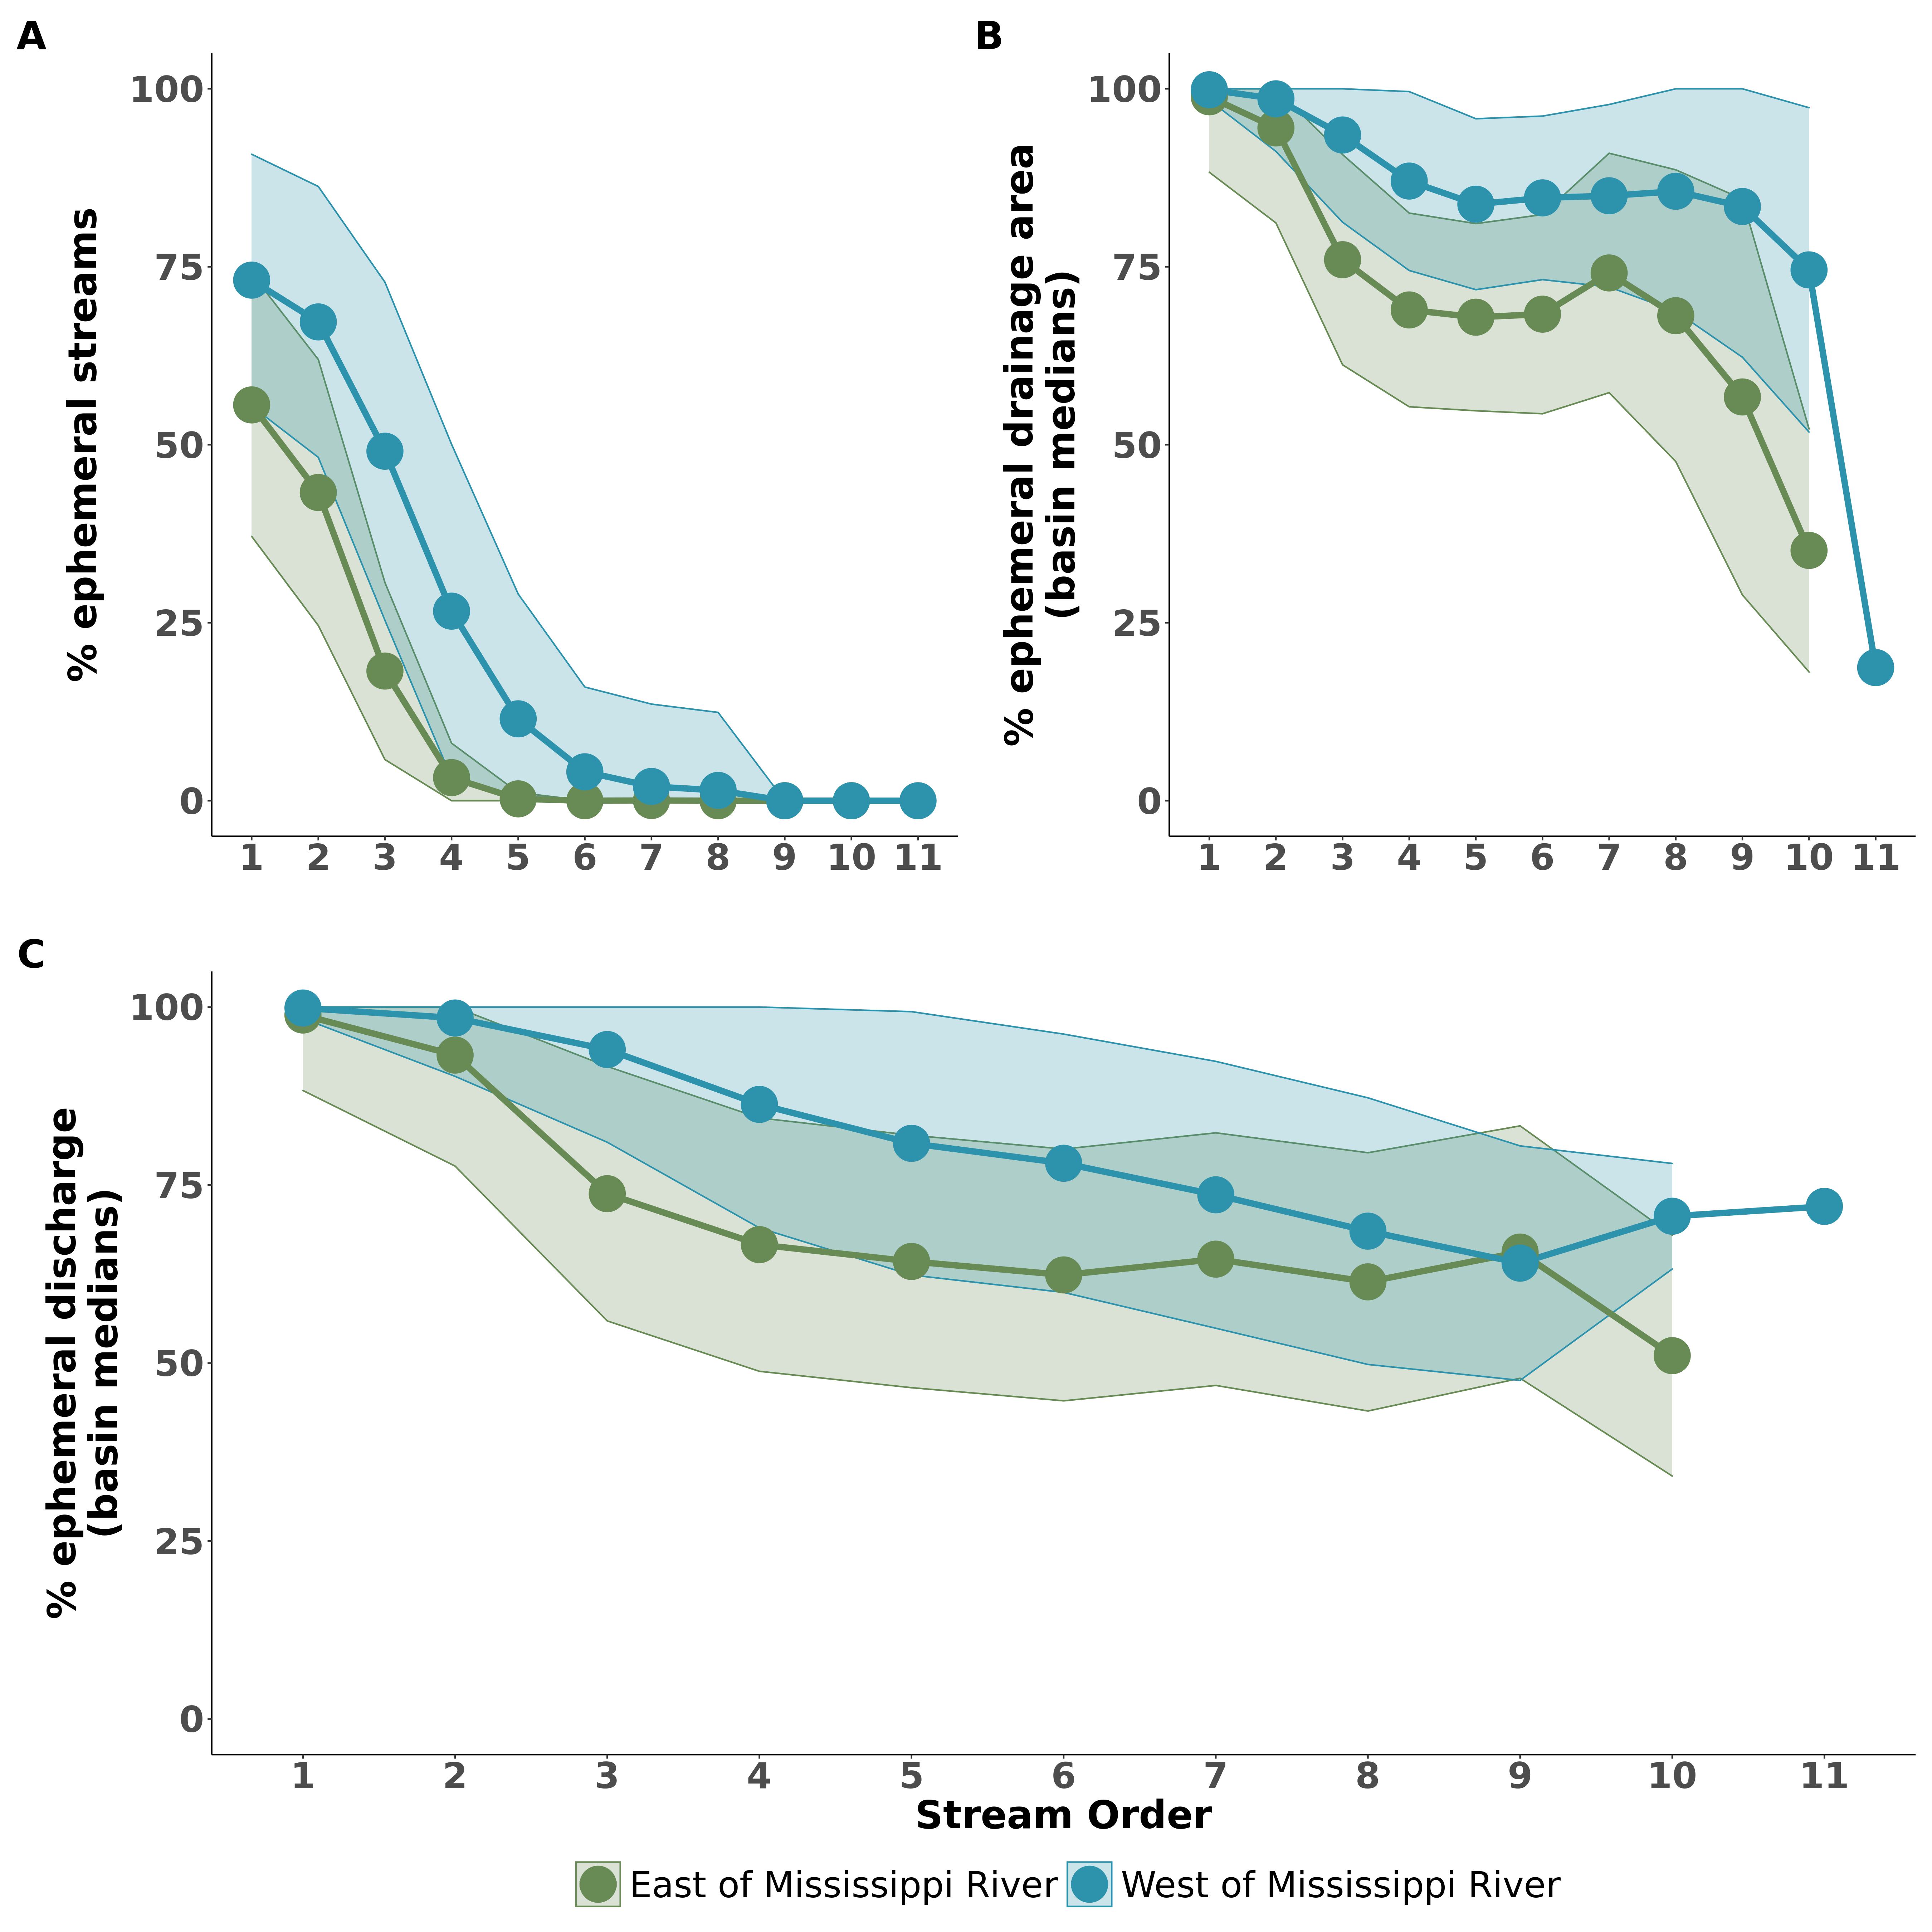 A
% ephemeral streams
100
75
50
25
0
1 2 3 4 5 6 7 8 9 10 11
B
% ephemeral drainage area
(basin medians)
100
75
50
25
0
1 2 3 4 5 6 7 8 9 10 11
C
% ephemeral discharge
(basin medians)
100
75
50
25
0
1 2 3 4 5 6 7 8 9 10 11
Stream Order
East of Mississippi River West of Mississippi River